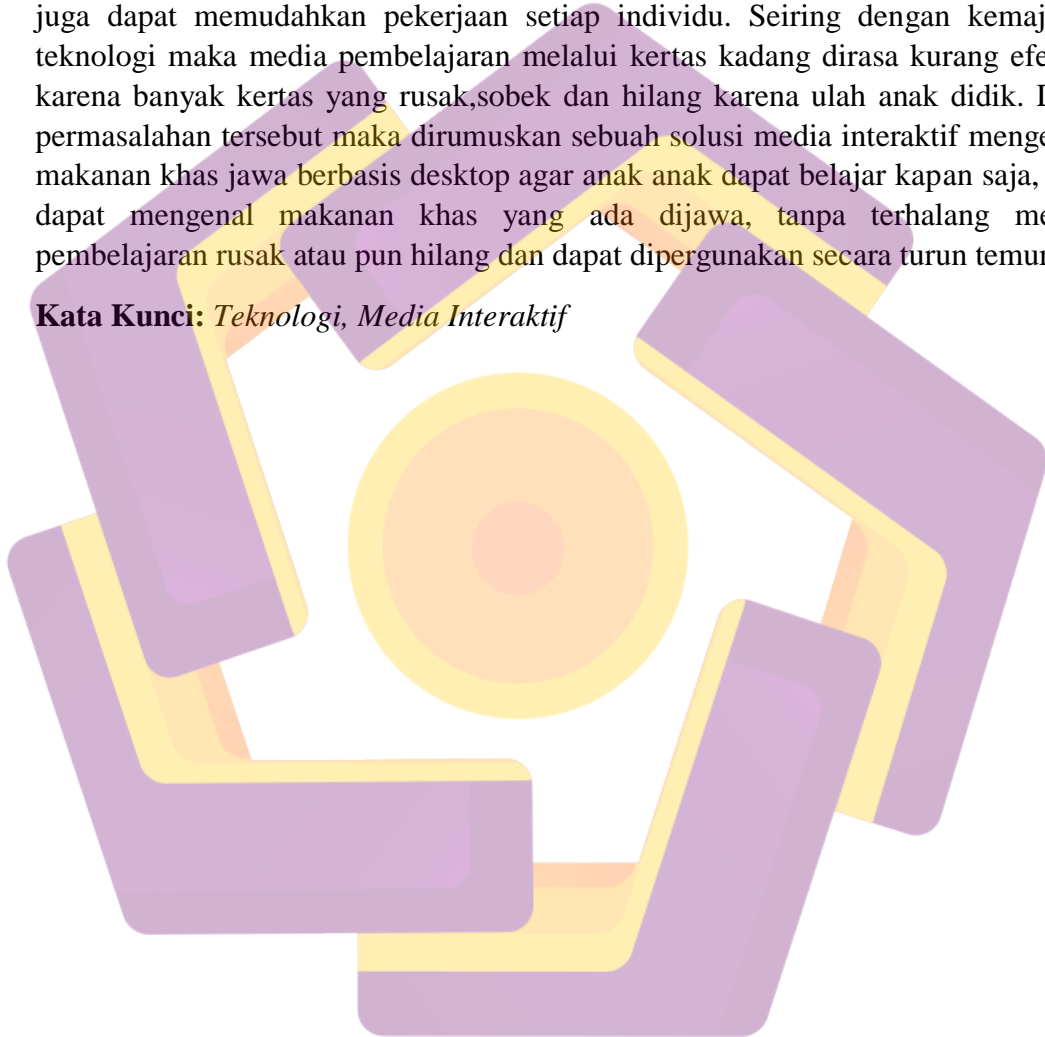 juga dapat memudahkan pekerjaan setiap individu. Seiring dengan kemaj
teknologi maka media pembelajaran melalui kertas kadang dirasa kurang efe
karena banyak kertas yang rusak,sobek dan hilang karena ulah anak didik.
permasalahan tersebut maka dirumuskan sebuah solusi media interaktif menge
makanan khas jawa berbasis desktop agar anak anak dapat belajar kapan saja,
dapat mengenal makanan khas yang ada dijawa, tanpa terhalang me
pembelajaran rusak atau pun hilang dan dapat dipergunakan secara turun temu
Kata Kunci: Teknologi, Media Interaktif